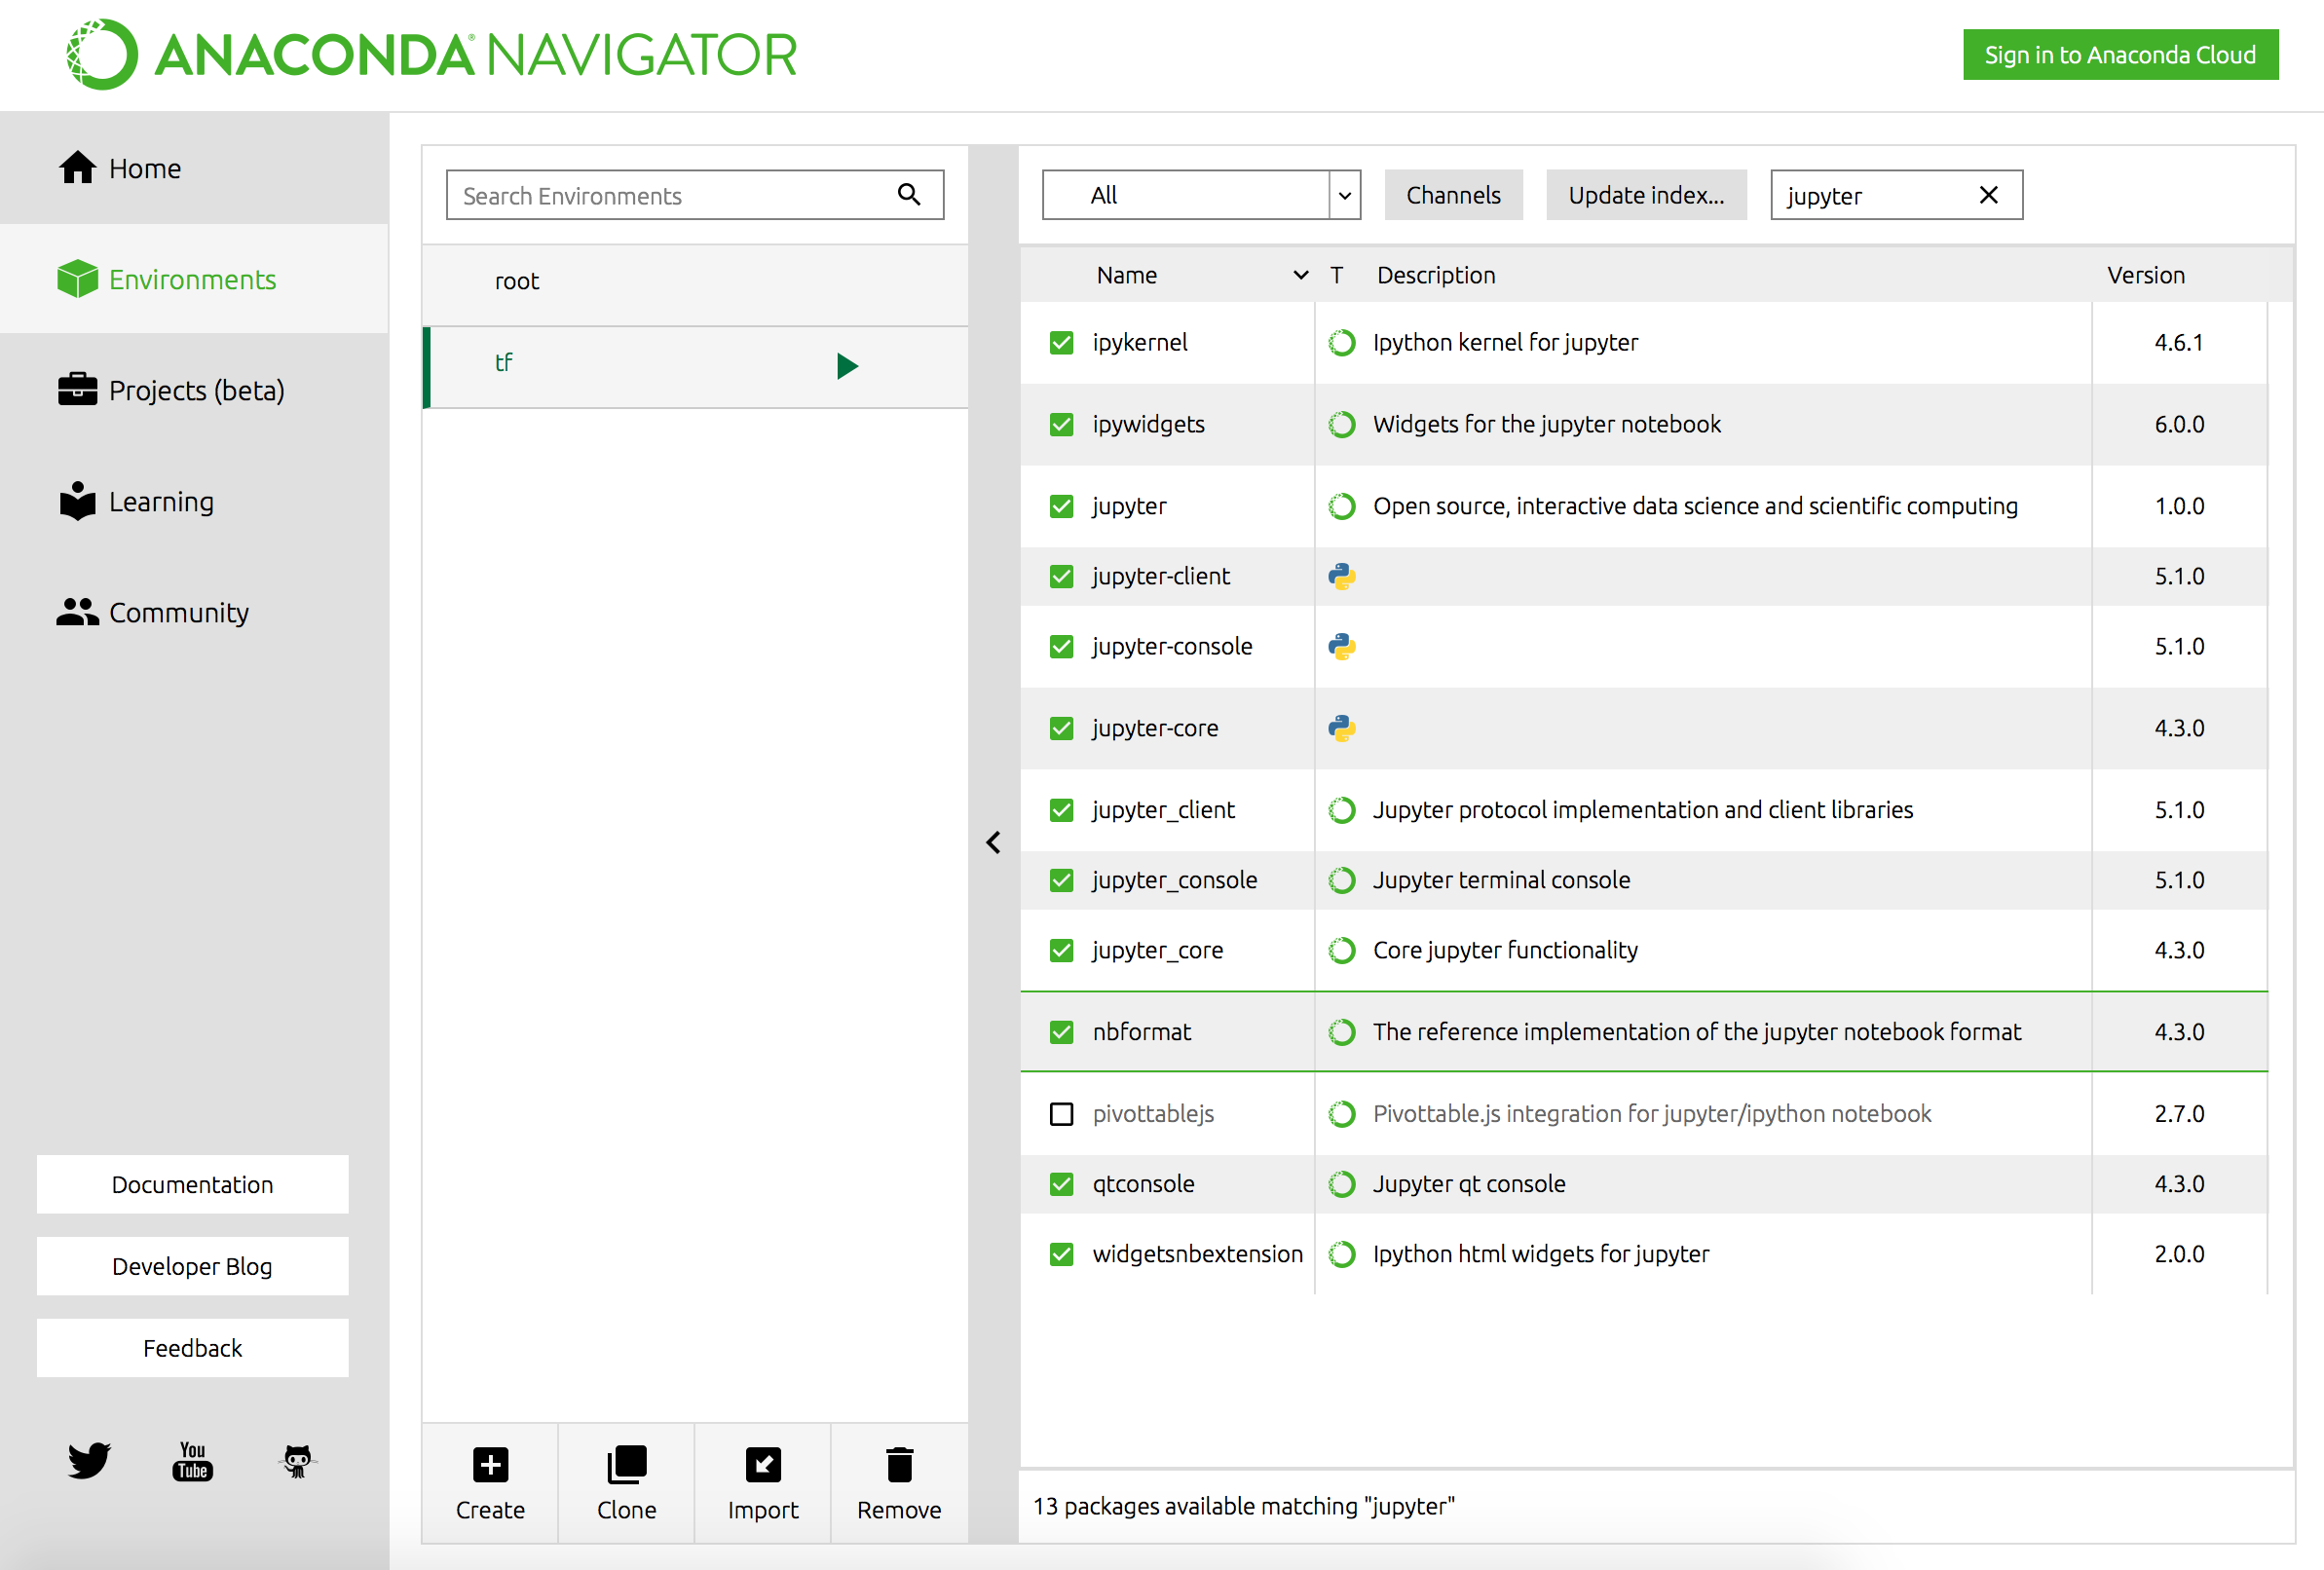 ANACONDA® NAVIGATOR
Sign in to Anaconda Cloud
Home
Environments
Projects (beta)
Learning
Community
Documentation
Developer Blog
Feedback
You
Tube
Search Environments
root
tf
Create
Clone
Import
Remove
All
Channels
Update index...
jupyter
Name T Description Version
ipykernel Ipython kernel for jupyter 4.6.1
ipywidgets Widgets for the jupyter notebook 6.0.0
jupyter Open source, interactive data science and scientific computing 1.0.0
jupyter-client 5.1.0
jupyter-console 5.1.0
jupyter-core 4.3.0
jupyter_client Jupyter protocol implementation and client libraries 5.1.0
jupyter_console Jupyter terminal console 5.1.0
jupyter_core Core jupyter functionality 4.3.0
nbformat The reference implementation of the jupyter notebook format 4.3.0
pivottablejs Pivottable.js integration for jupyter/ipython notebook 2.7.0
qtconsole Jupyter qt console 4.3.0
widgetsnbextension Ipython html widgets for jupyter 2.0.0
13 packages available matching "jupyter"